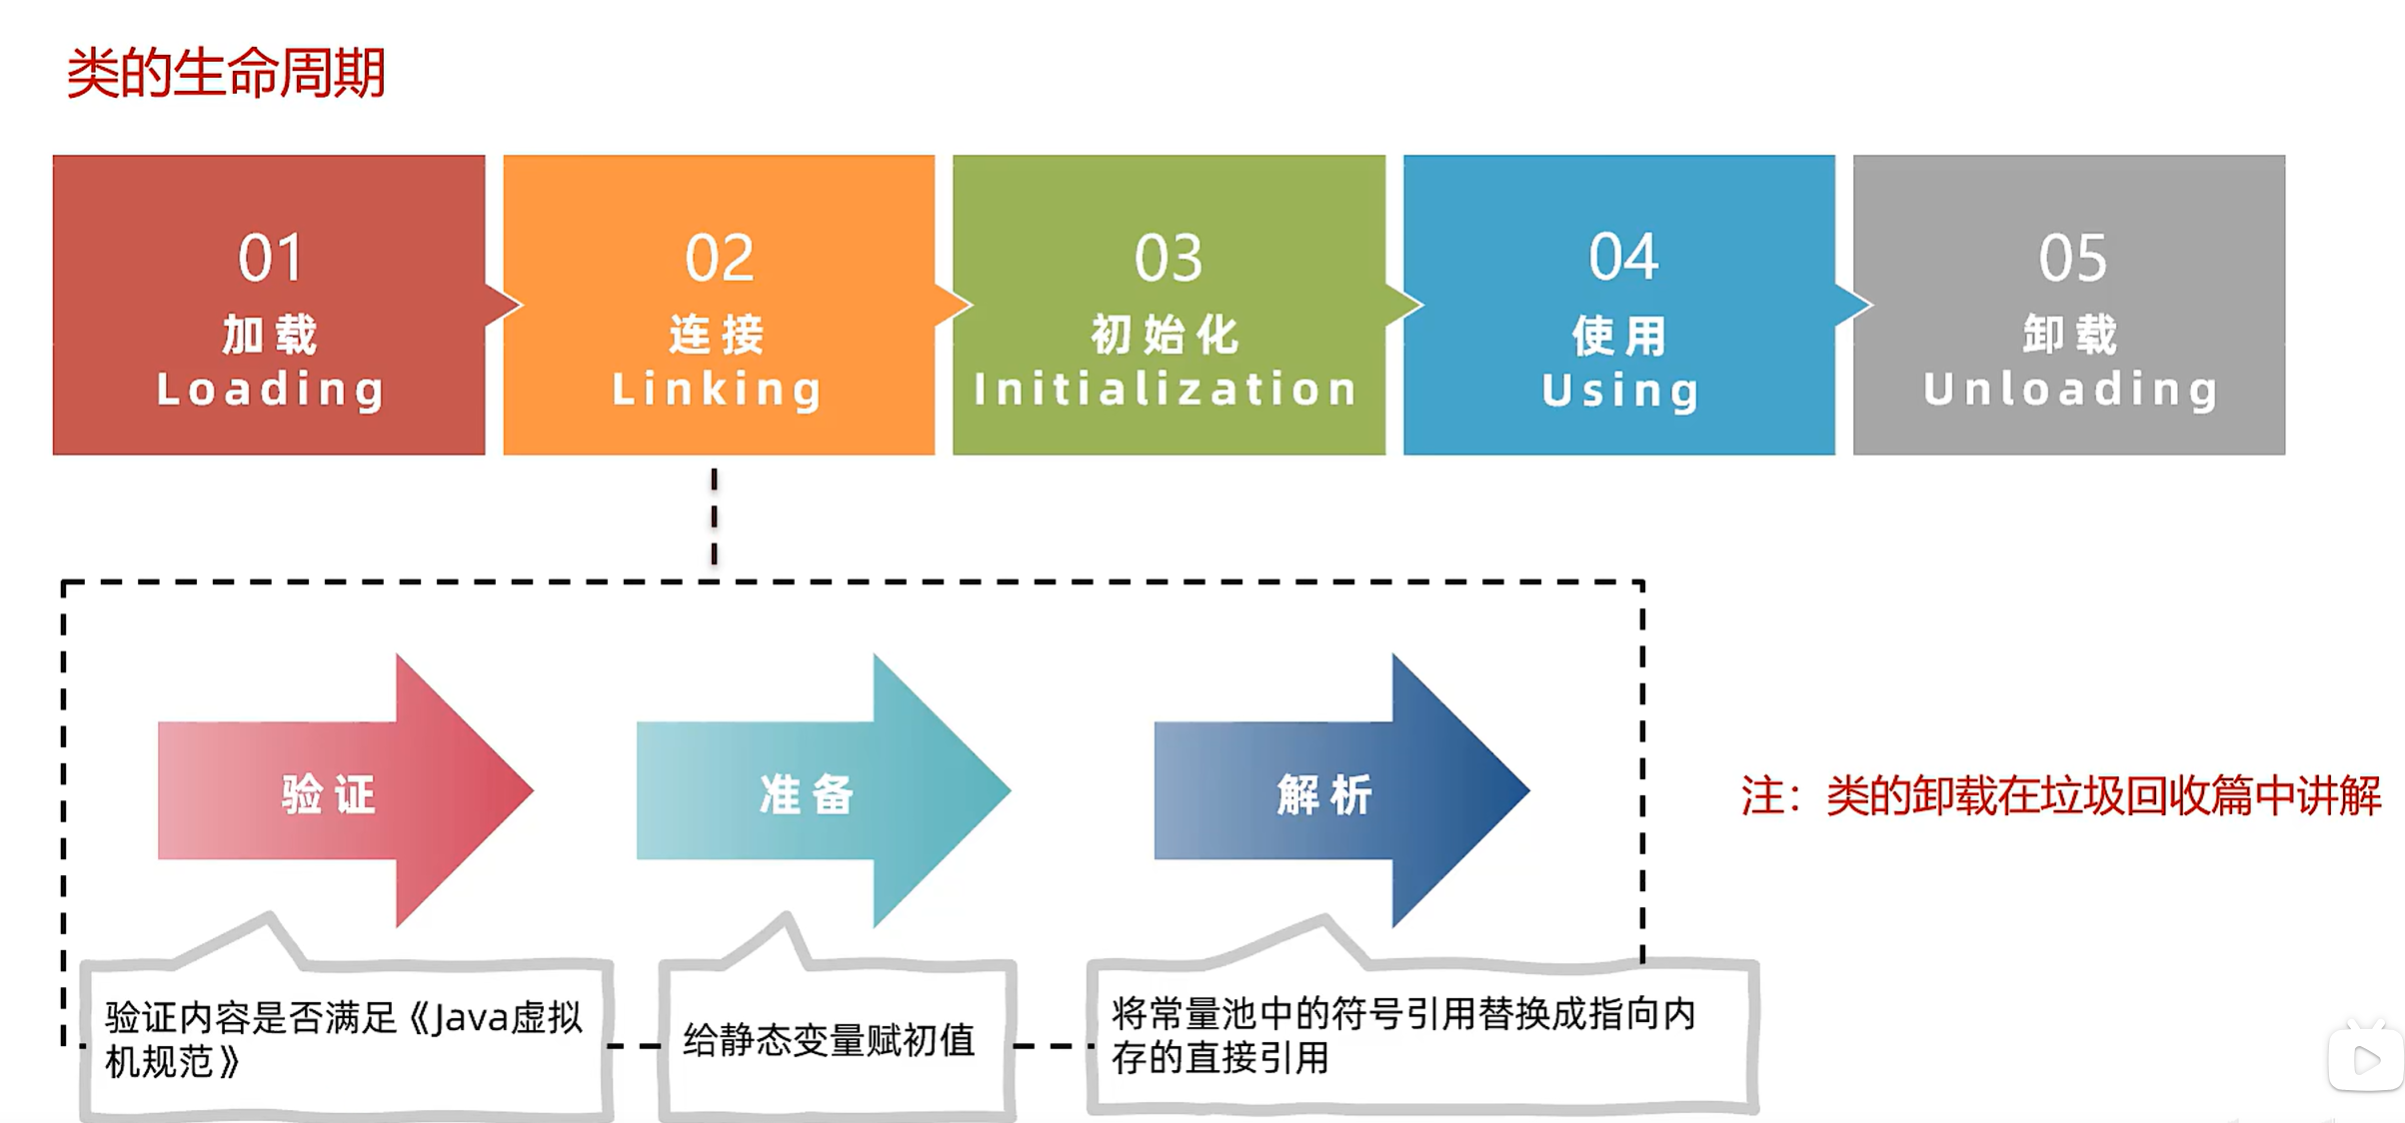 类的生命周期
01
加载
Loading
02
连接
Linking
03
初始化
Initialization
04
使用
Using
05
卸载
Unloading
验证
准备
解析
注：类的卸载在垃圾回收篇中讲解
验证内容是否满足《Java虚拟
机规范》
给静态变量赋初值
将常量池中的符号引用替换成指向内
存的直接引用